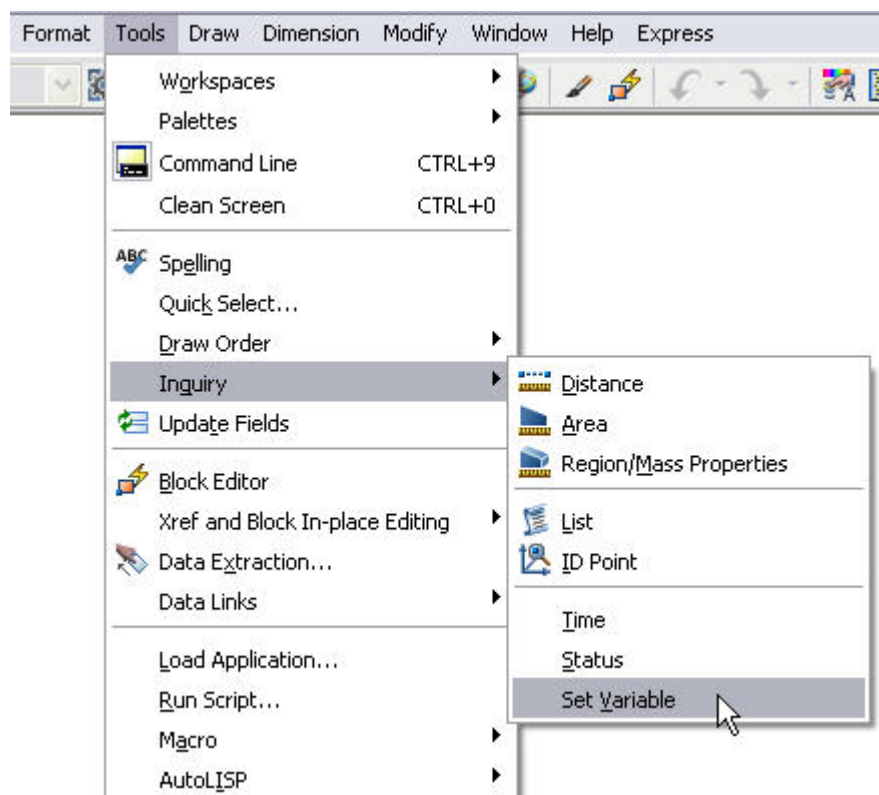 Format Tools Draw Dimension Modify Window Help Express
Workspaces
Palettes
Command Line CTRL+9
Clean Screen CTRL+0
ABC Spelling
Quick Select...
Draw Order
Inquiry
Update Fields
Block Editor
Xref and Block In-place Editing
Data Extraction...
Data Links
Load Application...
Run Script...
Macro
AutoLISP
Distance
Area
Region/Mass Properties
List
ID Point
Time
Status
Set Variable